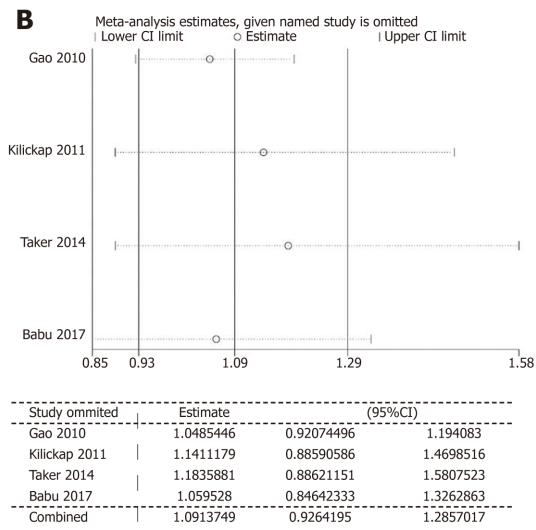 B
Meta-analysis estimates, given named study is omitted
Lower CI limit Estimate Upper CI limit
Gao 2010
Kilickap 2011
Taker 2014
Babu 2017
0.85 0.93 1.09 1.29 1.58
Study ommited Estimate (95%CI)
Gao 2010 1.0485446 0.92074496 1.194083
Kilickap 2011 1.1411179 0.88590586 1.4698516
Taker 2014 1.1835881 0.88621151 1.5807523
Babu 2017 1.059528 0.84642333 1.3262863
Combined 1.0913749 0.9264195 1.2857017